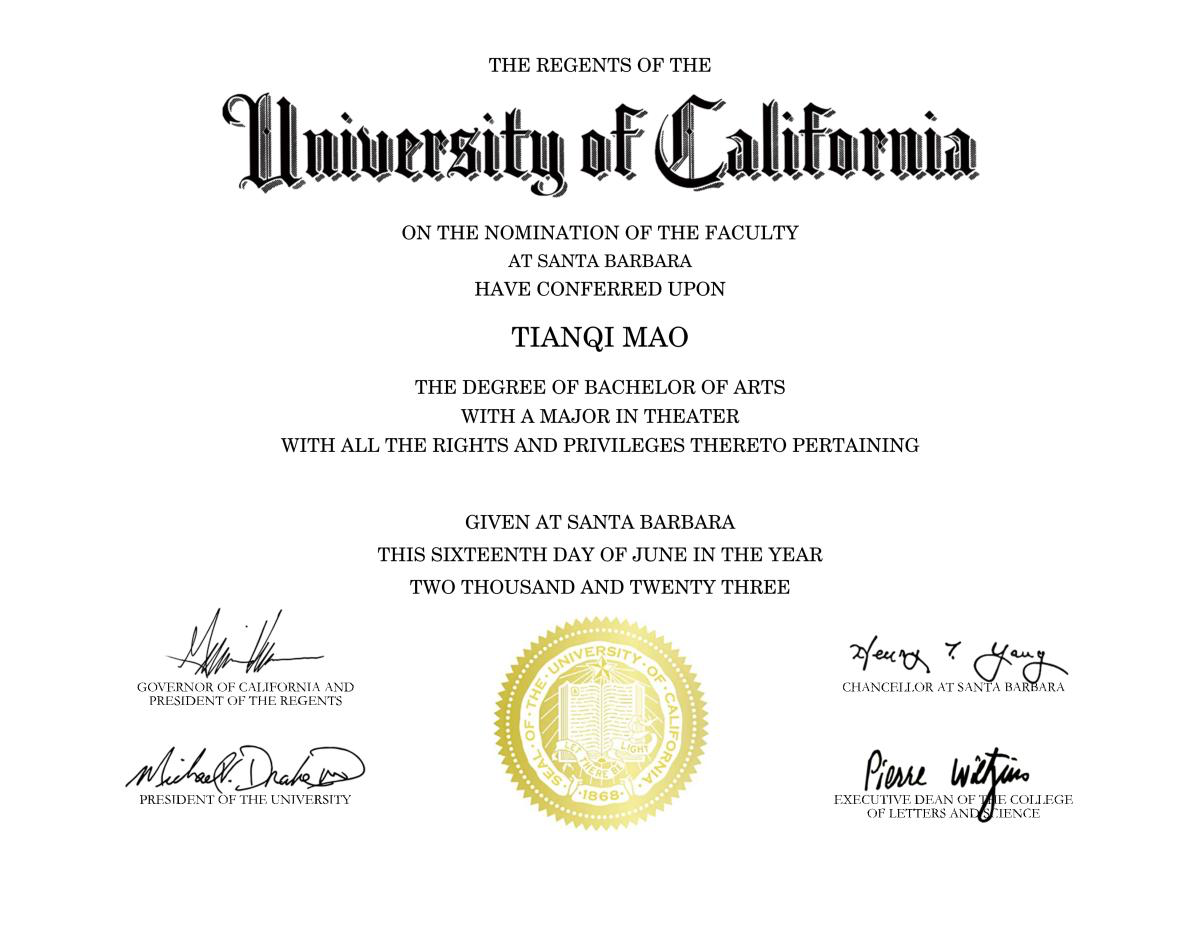 THE REGENTS OF THE
University of California
ON THE NOMINATION OF THE FACULTY
AT SANTA BARBARA
HAVE CONFERRED UPON
TIANQI MAO
THE DEGREE OF BACHELOR OF ARTS
WITH A MAJOR IN THEATER
WITH ALL THE RIGHTS AND PRIVILEGES THERETO PERTAINING
GIVEN AT SANTA BARBARA
THIS SIXTEENTH DAY OF JUNE IN THE YEAR
TWO THOUSAND AND TWENTY THREE
GOVERNOR OF CALIFORNIA AND
PRESIDENT OF THE REGENTS
Michael V. Drake MD
PRESIDENT OF THE UNIVERSITY
SEAL · OF · THE · UNIVERSITY · OF · CALIFORNIA
LET THERE BE LIGHT
·1868·
Henry T. Yang
CHANCELLOR AT SANTA BARBARA
Pierre Wiltzius
EXECUTIVE DEAN OF THE COLLEGE
OF LETTERS AND SCIENCE